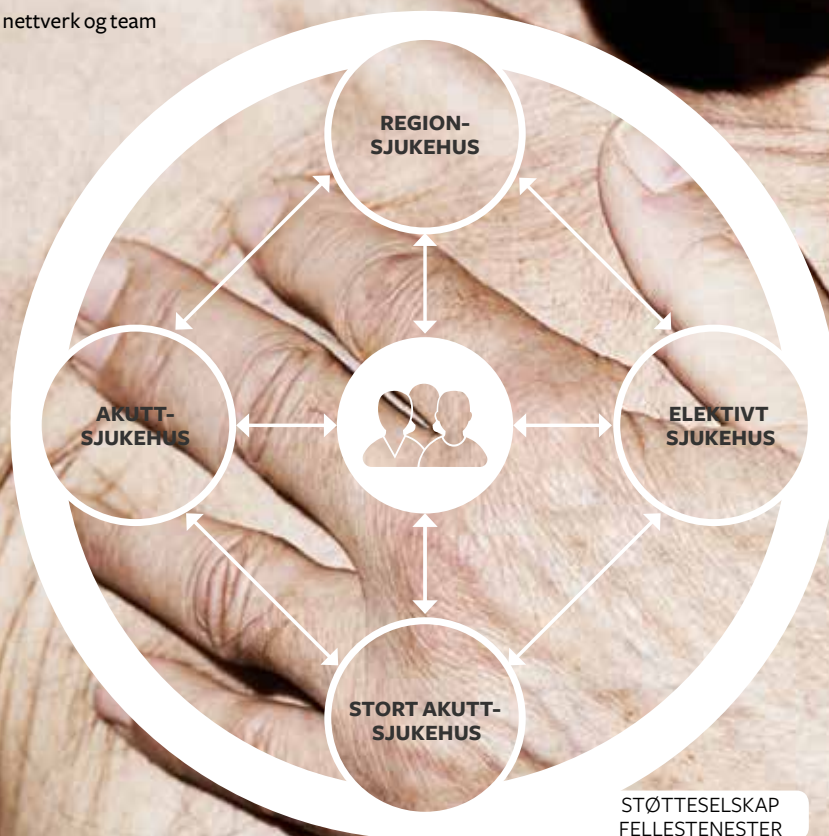 nettverk og team
REGION-
SJUKEHUS
AKUTT-
SJUKEHUS
ELEKTIVT
SJUKEHUS
STORT AKUTT-
SJUKEHUS
STØTTESELSKAP
FELLESTENESTER